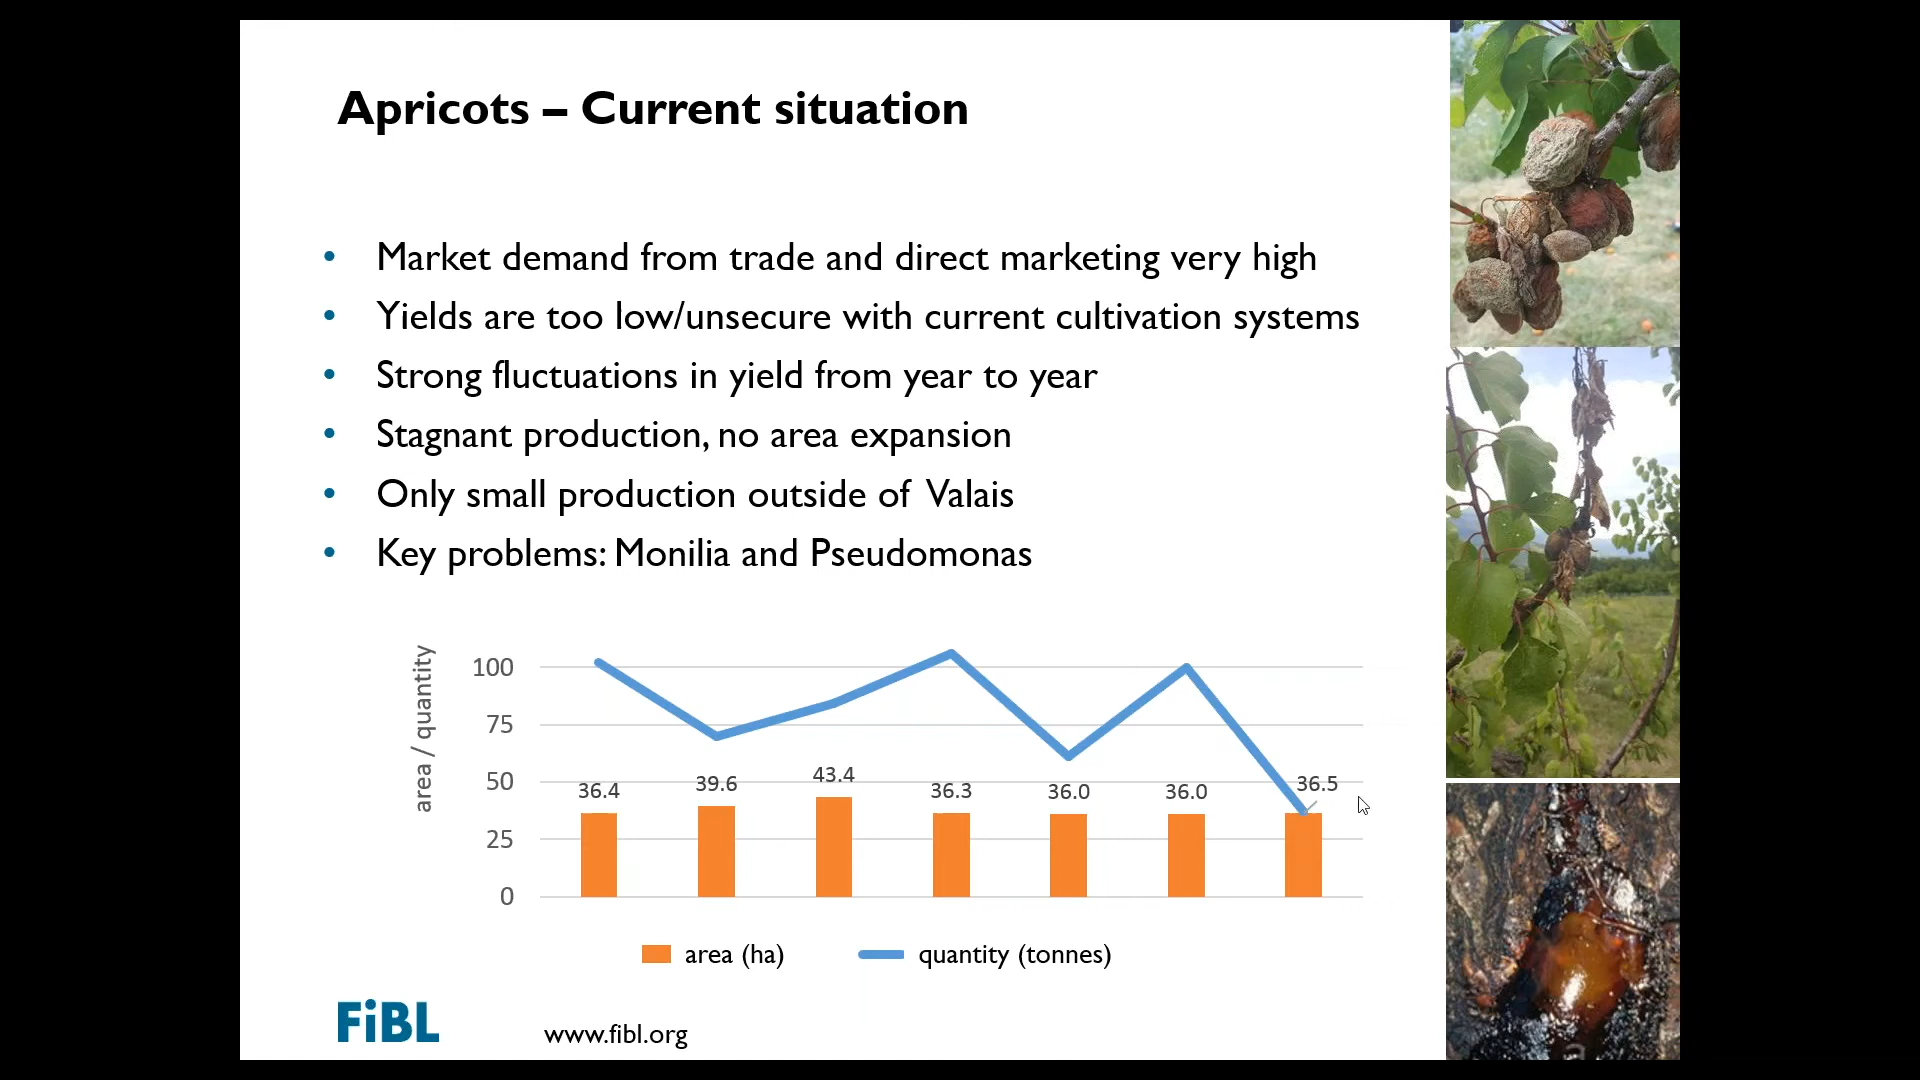 Apricots – Current situation
• Market demand from trade and direct marketing very high
• Yields are too low/unsecure with current cultivation systems
• Strong fluctuations in yield from year to year
• Stagnant production, no area expansion
• Only small production outside of Valais
• Key problems: Monilia and Pseudomonas
area / quantity
100
75
50
25
0
36.4
39.6
43.4
36.3
36.0
36.0
36.5
area (ha)
quantity (tonnes)
FiBL
www.fibl.org